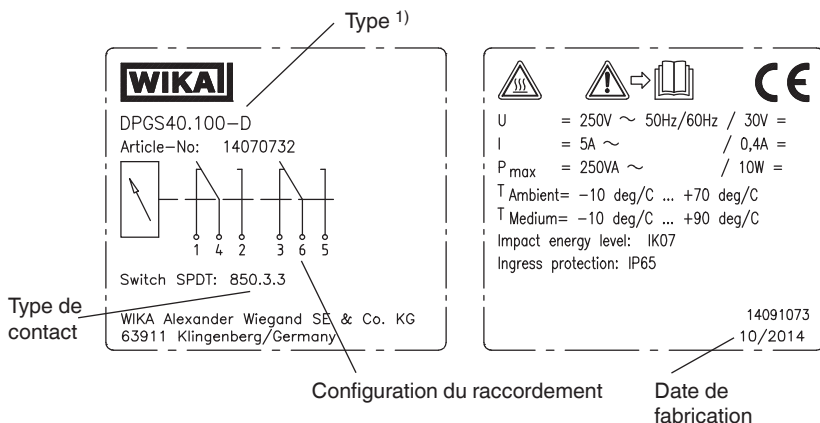 Type 1)
WIKA
DPGS40.100-D
Article-No: 14070732
1 4 2 3 6 5
Switch SPDT: 850.3.3
WIKA Alexander Wiegand SE & Co. KG
63911 Klingenberg/Germany
Type de
contact
Configuration du raccordement
CE
U = 250V ~ 50Hz/60Hz / 30V =
I = 5A ~ / 0,4A =
P max = 250VA ~ / 10W =
T Ambient= -10 deg/C ... +70 deg/C
T Medium= -10 deg/C ... +90 deg/C
Impact energy level: IK07
Ingress protection: IP65
14091073
10/2014
Date de
fabrication